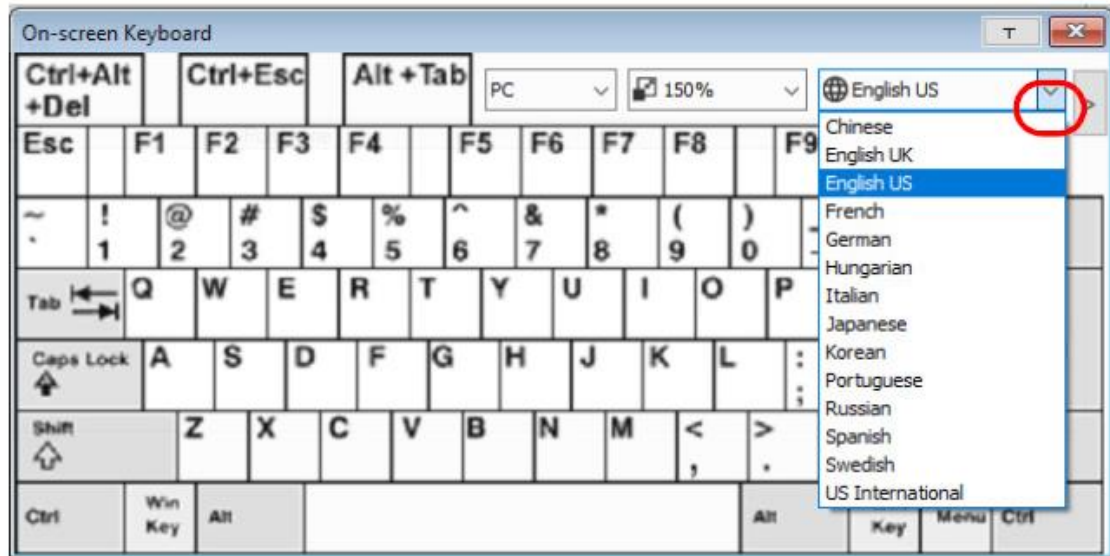 On-screen Keyboard T
Ctrl+Alt Ctrl+Esc Alt +Tab PC 150% English US >
+Del
Chinese
English UK
English US
French
German
Hungarian
Italian
Japanese
Korean
Portuguese
Russian
Spanish
Swedish
US International
Esc F1 F2 F3 F4 F5 F6 F7 F8 F9
~ ! @ # $ % ^ & * ( ) _
` 1 2 3 4 5 6 7 8 9 0 -
Tab Q W E R T Y U I O P
Caps Lock A S D F G H J K L :
;
Shift Z X C V B N M < >
, .
Ctrl Win Alt Alt Menu Ctrl
Key Key